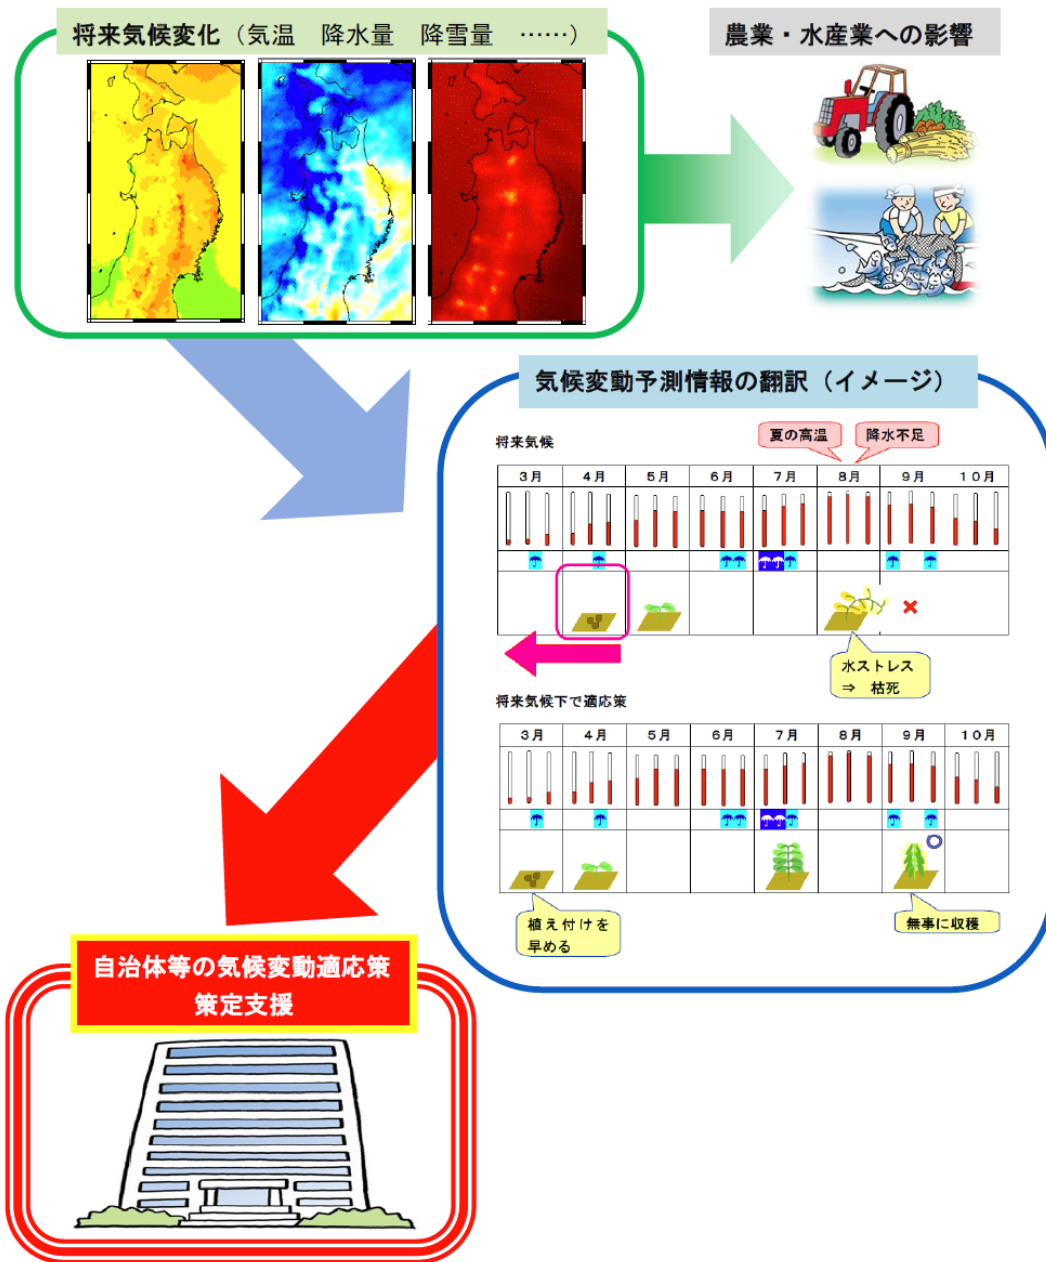 将来気候変化（気温　降水量　降雪量　……）
農業・水産業への影響
気候変動予測情報の翻訳（イメージ）
夏の高温
降水不足
将来気候
3月 4月 5月 6月 7月 8月 9月 10月
水ストレス
⇒ 枯死
将来気候下で適応策
3月 4月 5月 6月 7月 8月 9月 10月
植え付けを
早める
無事に収穫
自治体等の気候変動適応策
策定支援